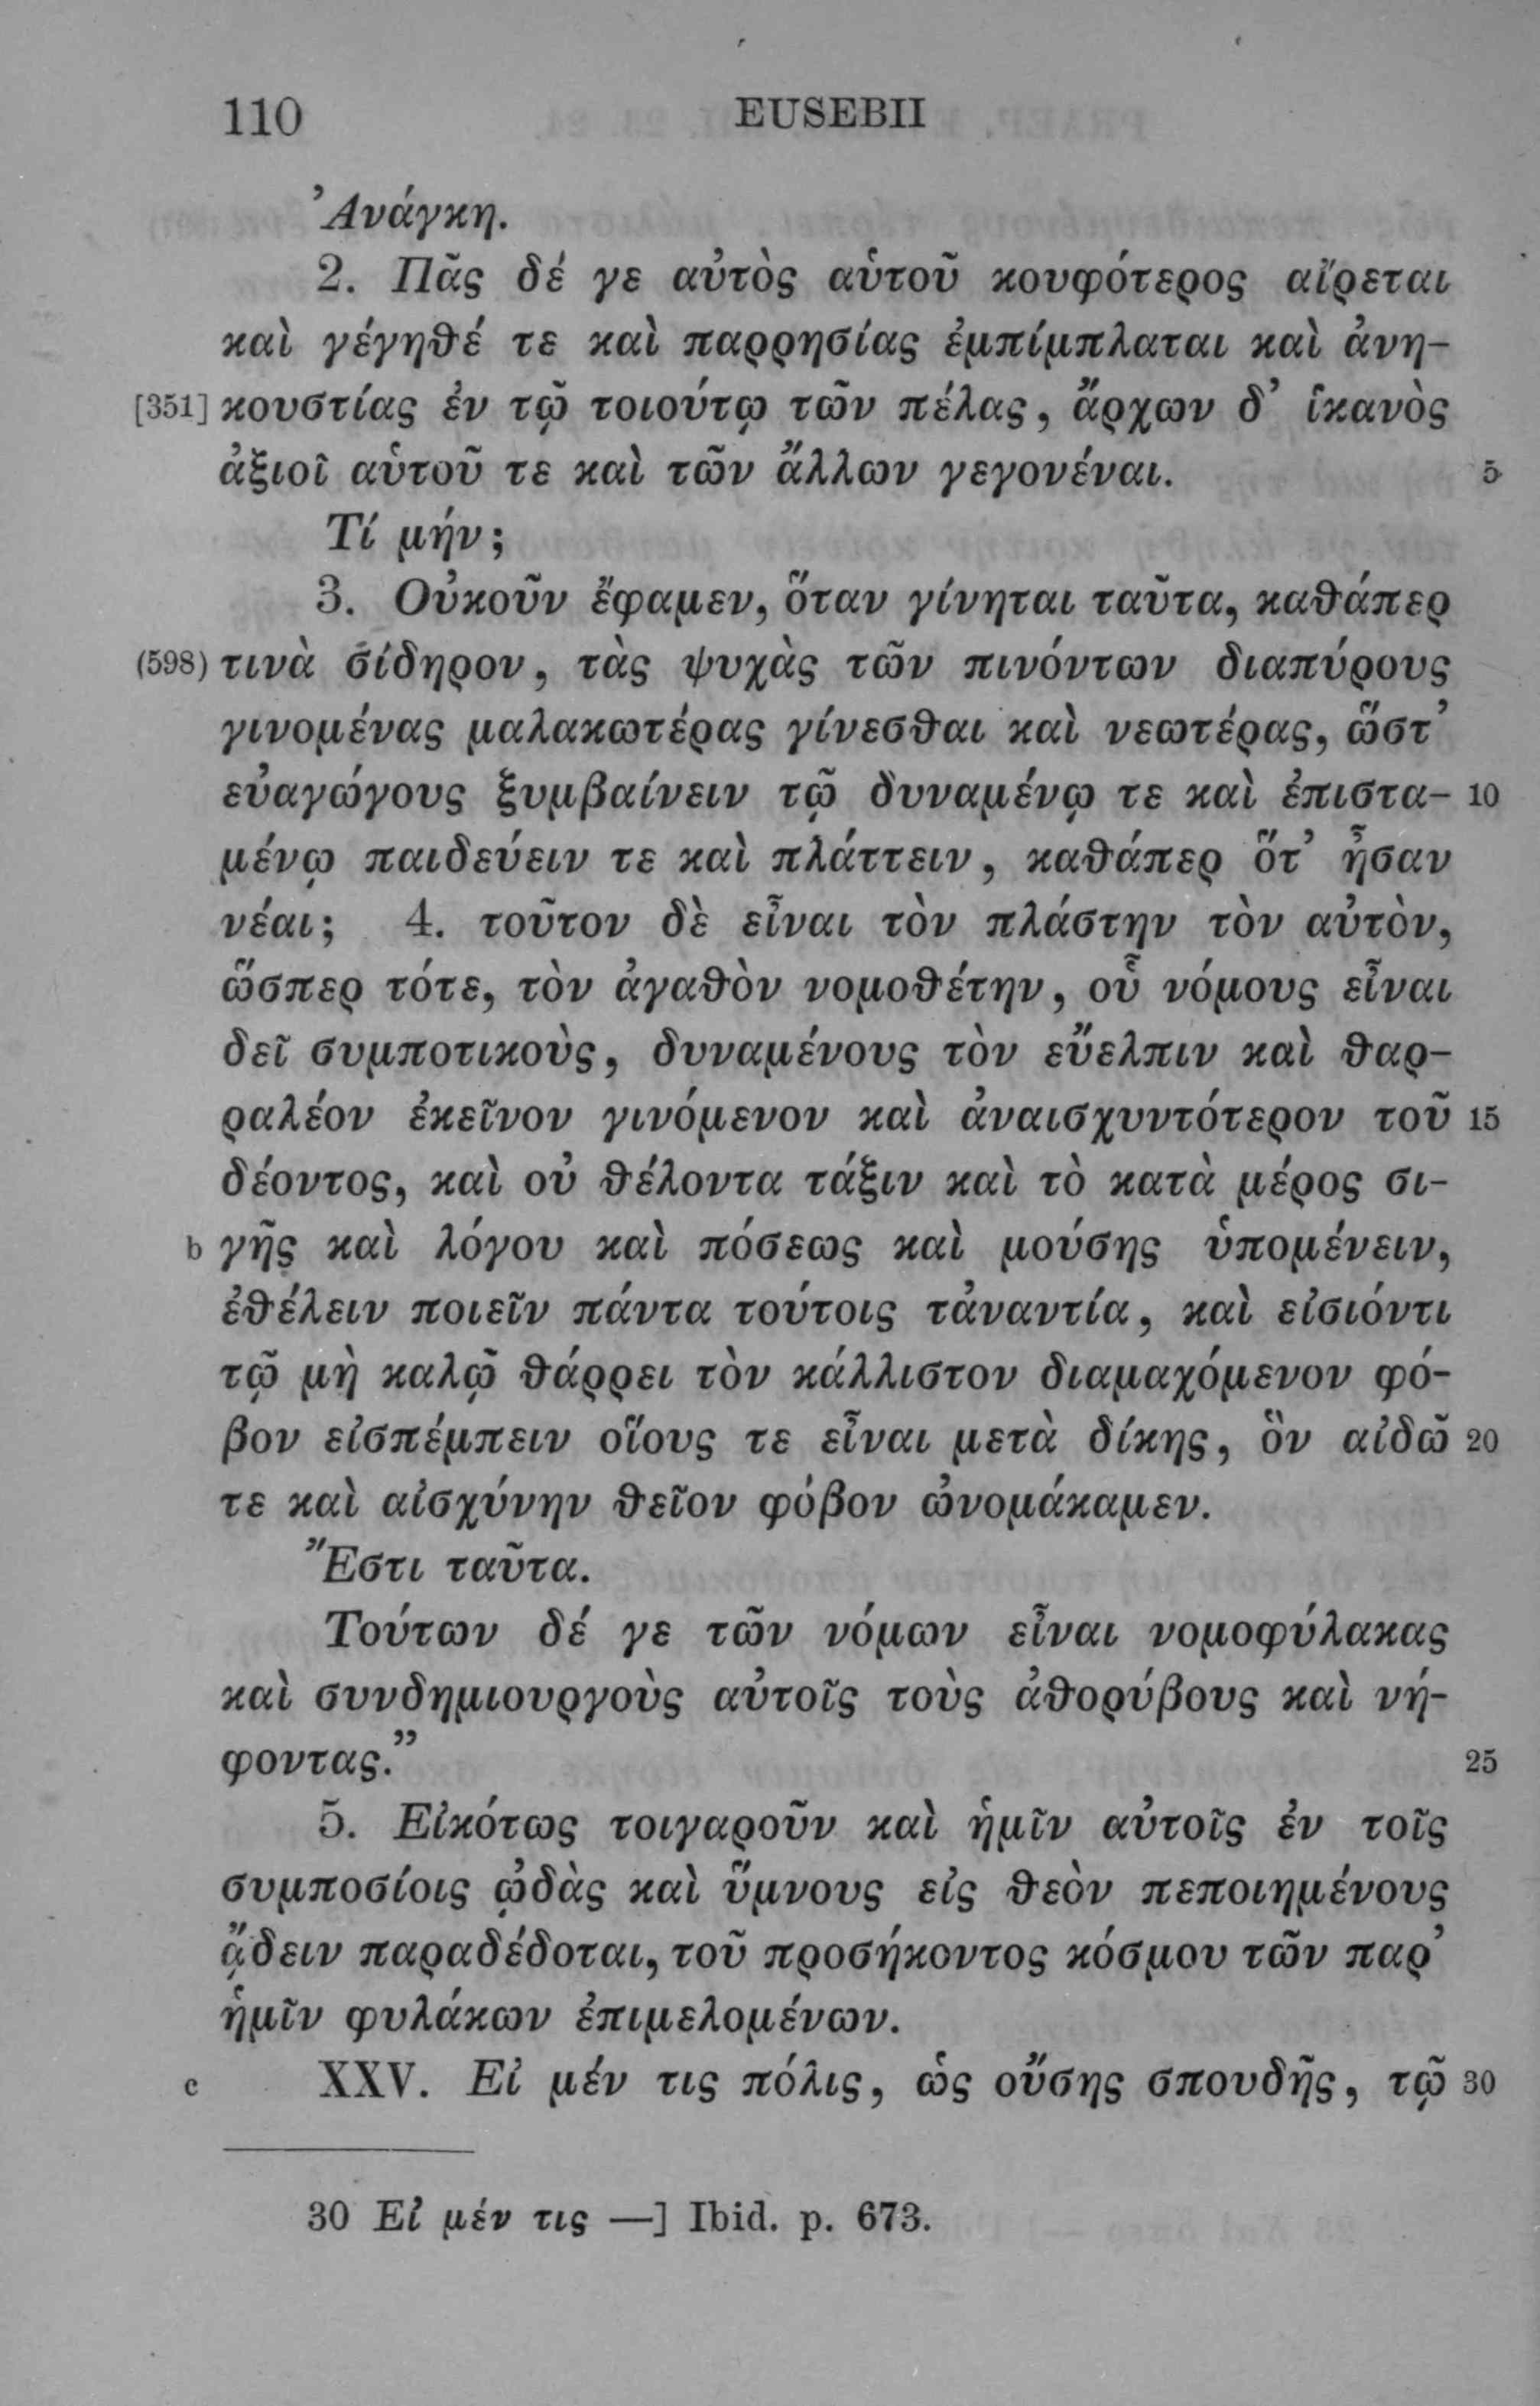 110 EUSEBII
Ἀνάγκη.
2. Πᾶς δέ γε αὐτὸς αὑτοῦ κουφότερος αἴρεται
καὶ γέγηθέ τε καὶ παρρησίας ἐμπίμπλαται καὶ ἀνη-
[351] κουστίας ἐν τῷ τοιούτῳ τῶν πέλας, ἄρχων δ’ ἱκανὸς
ἀξιοῖ αὑτοῦ τε καὶ τῶν ἄλλων γεγονέναι. 5
Τί μήν;
3. Οὐκοῦν ἔφαμεν, ὅταν γίνηται ταῦτα, καθάπερ
(598) τινὰ σίδηρον, τὰς ψυχὰς τῶν πινόντων διαπύρους
γινομένας μαλακωτέρας γίνεσθαι καὶ νεωτέρας, ὥστ’
εὐαγώγους ξυμβαίνειν τῷ δυναμένῳ τε καὶ ἐπιστα- 10
μένῳ παιδεύειν τε καὶ πλάττειν, καθάπερ ὅτ’ ἦσαν
νέαι; 4. τοῦτον δὲ εἶναι τὸν πλάστην τὸν αὐτὸν,
ὥσπερ τότε, τὸν ἀγαθὸν νομοθέτην, οὗ νόμους εἶναι
δεῖ συμποτικοὺς, δυναμένους τὸν εὔελπιν καὶ θαρ-
ραλέον ἐκεῖνον γινόμενον καὶ ἀναισχυντότερον τοῦ 15
δέοντος, καὶ οὐ θέλοντα τάξιν καὶ τὸ κατὰ μέρος σι-
b γῆς καὶ λόγου καὶ πόσεως καὶ μούσης ὑπομένειν,
ἐθέλειν ποιεῖν πάντα τούτοις τἀναντία, καὶ εἰσιόντι
τῷ μὴ καλῷ θάρρει τὸν κάλλιστον διαμαχόμενον φό-
βον εἰσπέμπειν οἵους τε εἶναι μετὰ δίκης, ὃν αἰδῶ 20
τε καὶ αἰσχύνην θεῖον φόβον ὠνομάκαμεν.
Ἔστι ταῦτα.
Τούτων δέ γε τῶν νόμων εἶναι νομοφύλακας
καὶ συνδημιουργοὺς αὐτοῖς τοὺς ἀθορύβους καὶ νή-
φοντας.” 25
5. Εἰκότως τοιγαροῦν καὶ ἡμῖν αὐτοῖς ἐν τοῖς
συμποσίοις ᾠδὰς καὶ ὕμνους εἰς θεὸν πεποιημένους
ᾄδειν παραδέδοται, τοῦ προσήκοντος κόσμου τῶν παρ’
ἡμῖν φυλάκων ἐπιμελομένων.
c XXV. Εἰ μέν τις πόλις, ὡς οὔσης σπουδῆς, τῷ 30
30 Εἰ μέν τις —] Ibid. p. 673.